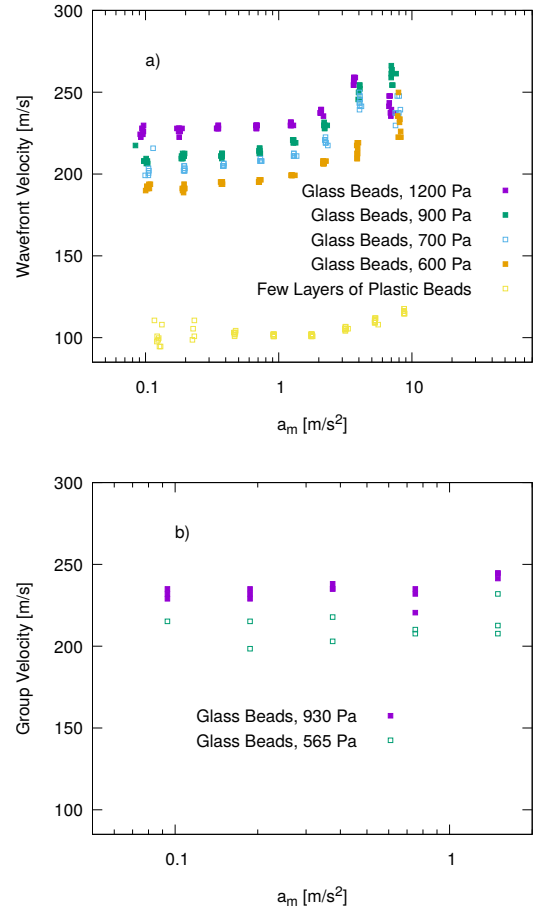 a)
300
250
200
150
100
Wavefront Velocity [m/s]
Glass Beads, 1200 Pa
Glass Beads, 900 Pa
Glass Beads, 700 Pa
Glass Beads, 600 Pa
Few Layers of Plastic Beads
0.1 1 10
a_m [m/s²]
b)
300
250
200
150
100
Group Velocity [m/s]
Glass Beads, 930 Pa
Glass Beads, 565 Pa
0.1 1
a_m [m/s²]